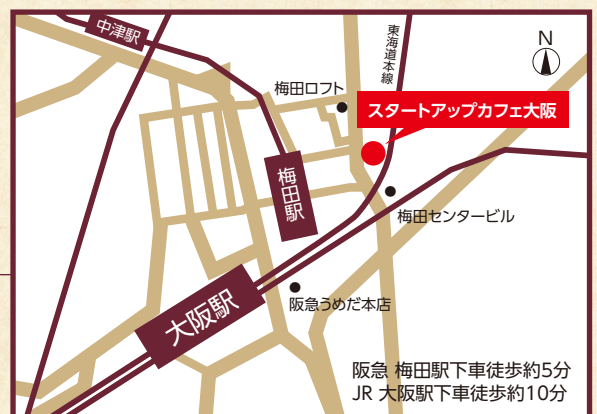 中津駅
東海道本線
N
梅田ロフト
スタートアップカフェ大阪
梅田駅
梅田センタービル
大阪駅
阪急うめだ本店
阪急 梅田駅下車徒歩約5分
JR 大阪駅下車徒歩約10分